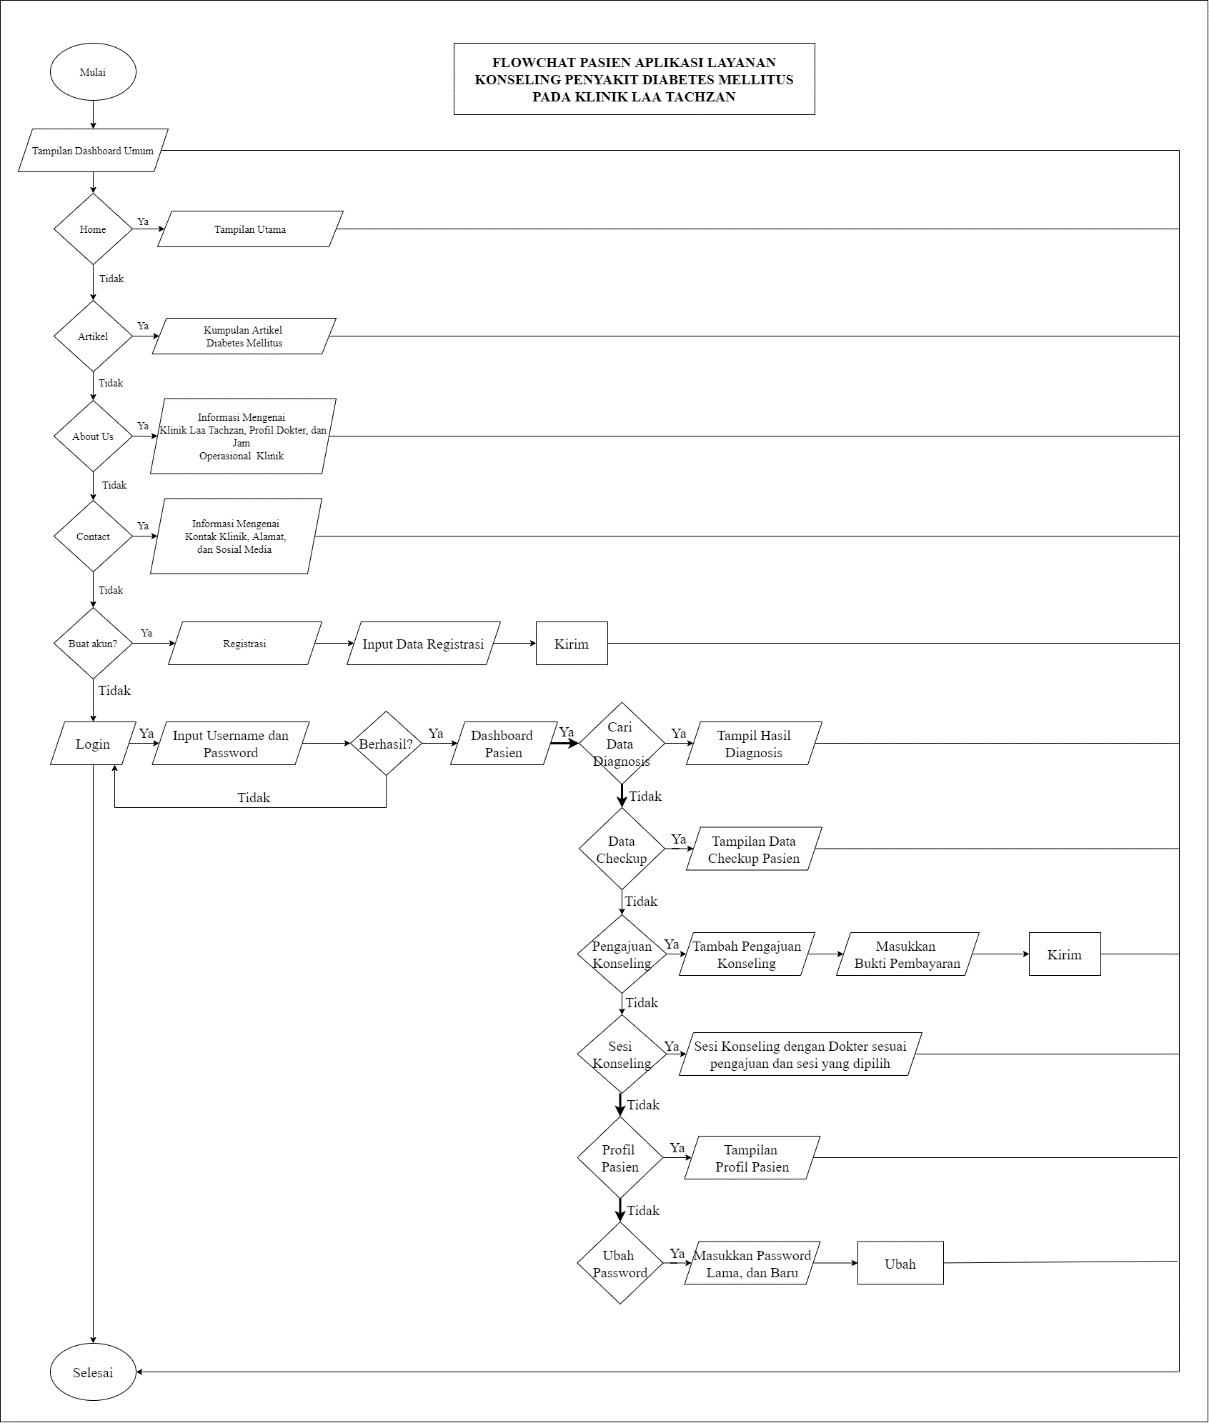 FLOWCHAT PASIEN APLIKASI LAYANAN
KONSELING PENYAKIT DIABETES MELLITUS
PADA KLINIK LAA TACHZAN
Mulai
Tampilan Dashboard Umum
Home
Ya
Tampilan Utama
Tidak
Artikel
Ya
Kumpulan Artikel
Diabetes Mellitus
Tidak
About Us
Ya
Informasi Mengenai
Klinik Laa Tachzan, Profil Dokter, dan
Jam
Operasional Klinik
Tidak
Contact
Ya
Informasi Mengenai
Kontak Klinik, Alamat,
dan Sosial Media
Tidak
Buat akun?
Ya
Registrasi
Input Data Registrasi
Kirim
Tidak
Login
Ya
Input Username dan
Password
Berhasil?
Tidak
Ya
Dashboard
Pasien
Ya
Cari
Data
Diagnosis
Ya
Tampil Hasil
Diagnosis
Tidak
Data
Checkup
Ya
Tampilan Data
Checkup Pasien
Tidak
Pengajuan
Konseling
Ya
Tambah Pengajuan
Konseling
Masukkan
Bukti Pembayaran
Kirim
Tidak
Sesi
Konseling
Ya
Sesi Konseling dengan Dokter sesuai
pengajuan dan sesi yang dipilih
Tidak
Profil
Pasien
Ya
Tampilan
Profil Pasien
Tidak
Ubah
Password
Ya
Masukkan Password
Lama, dan Baru
Ubah
Selesai